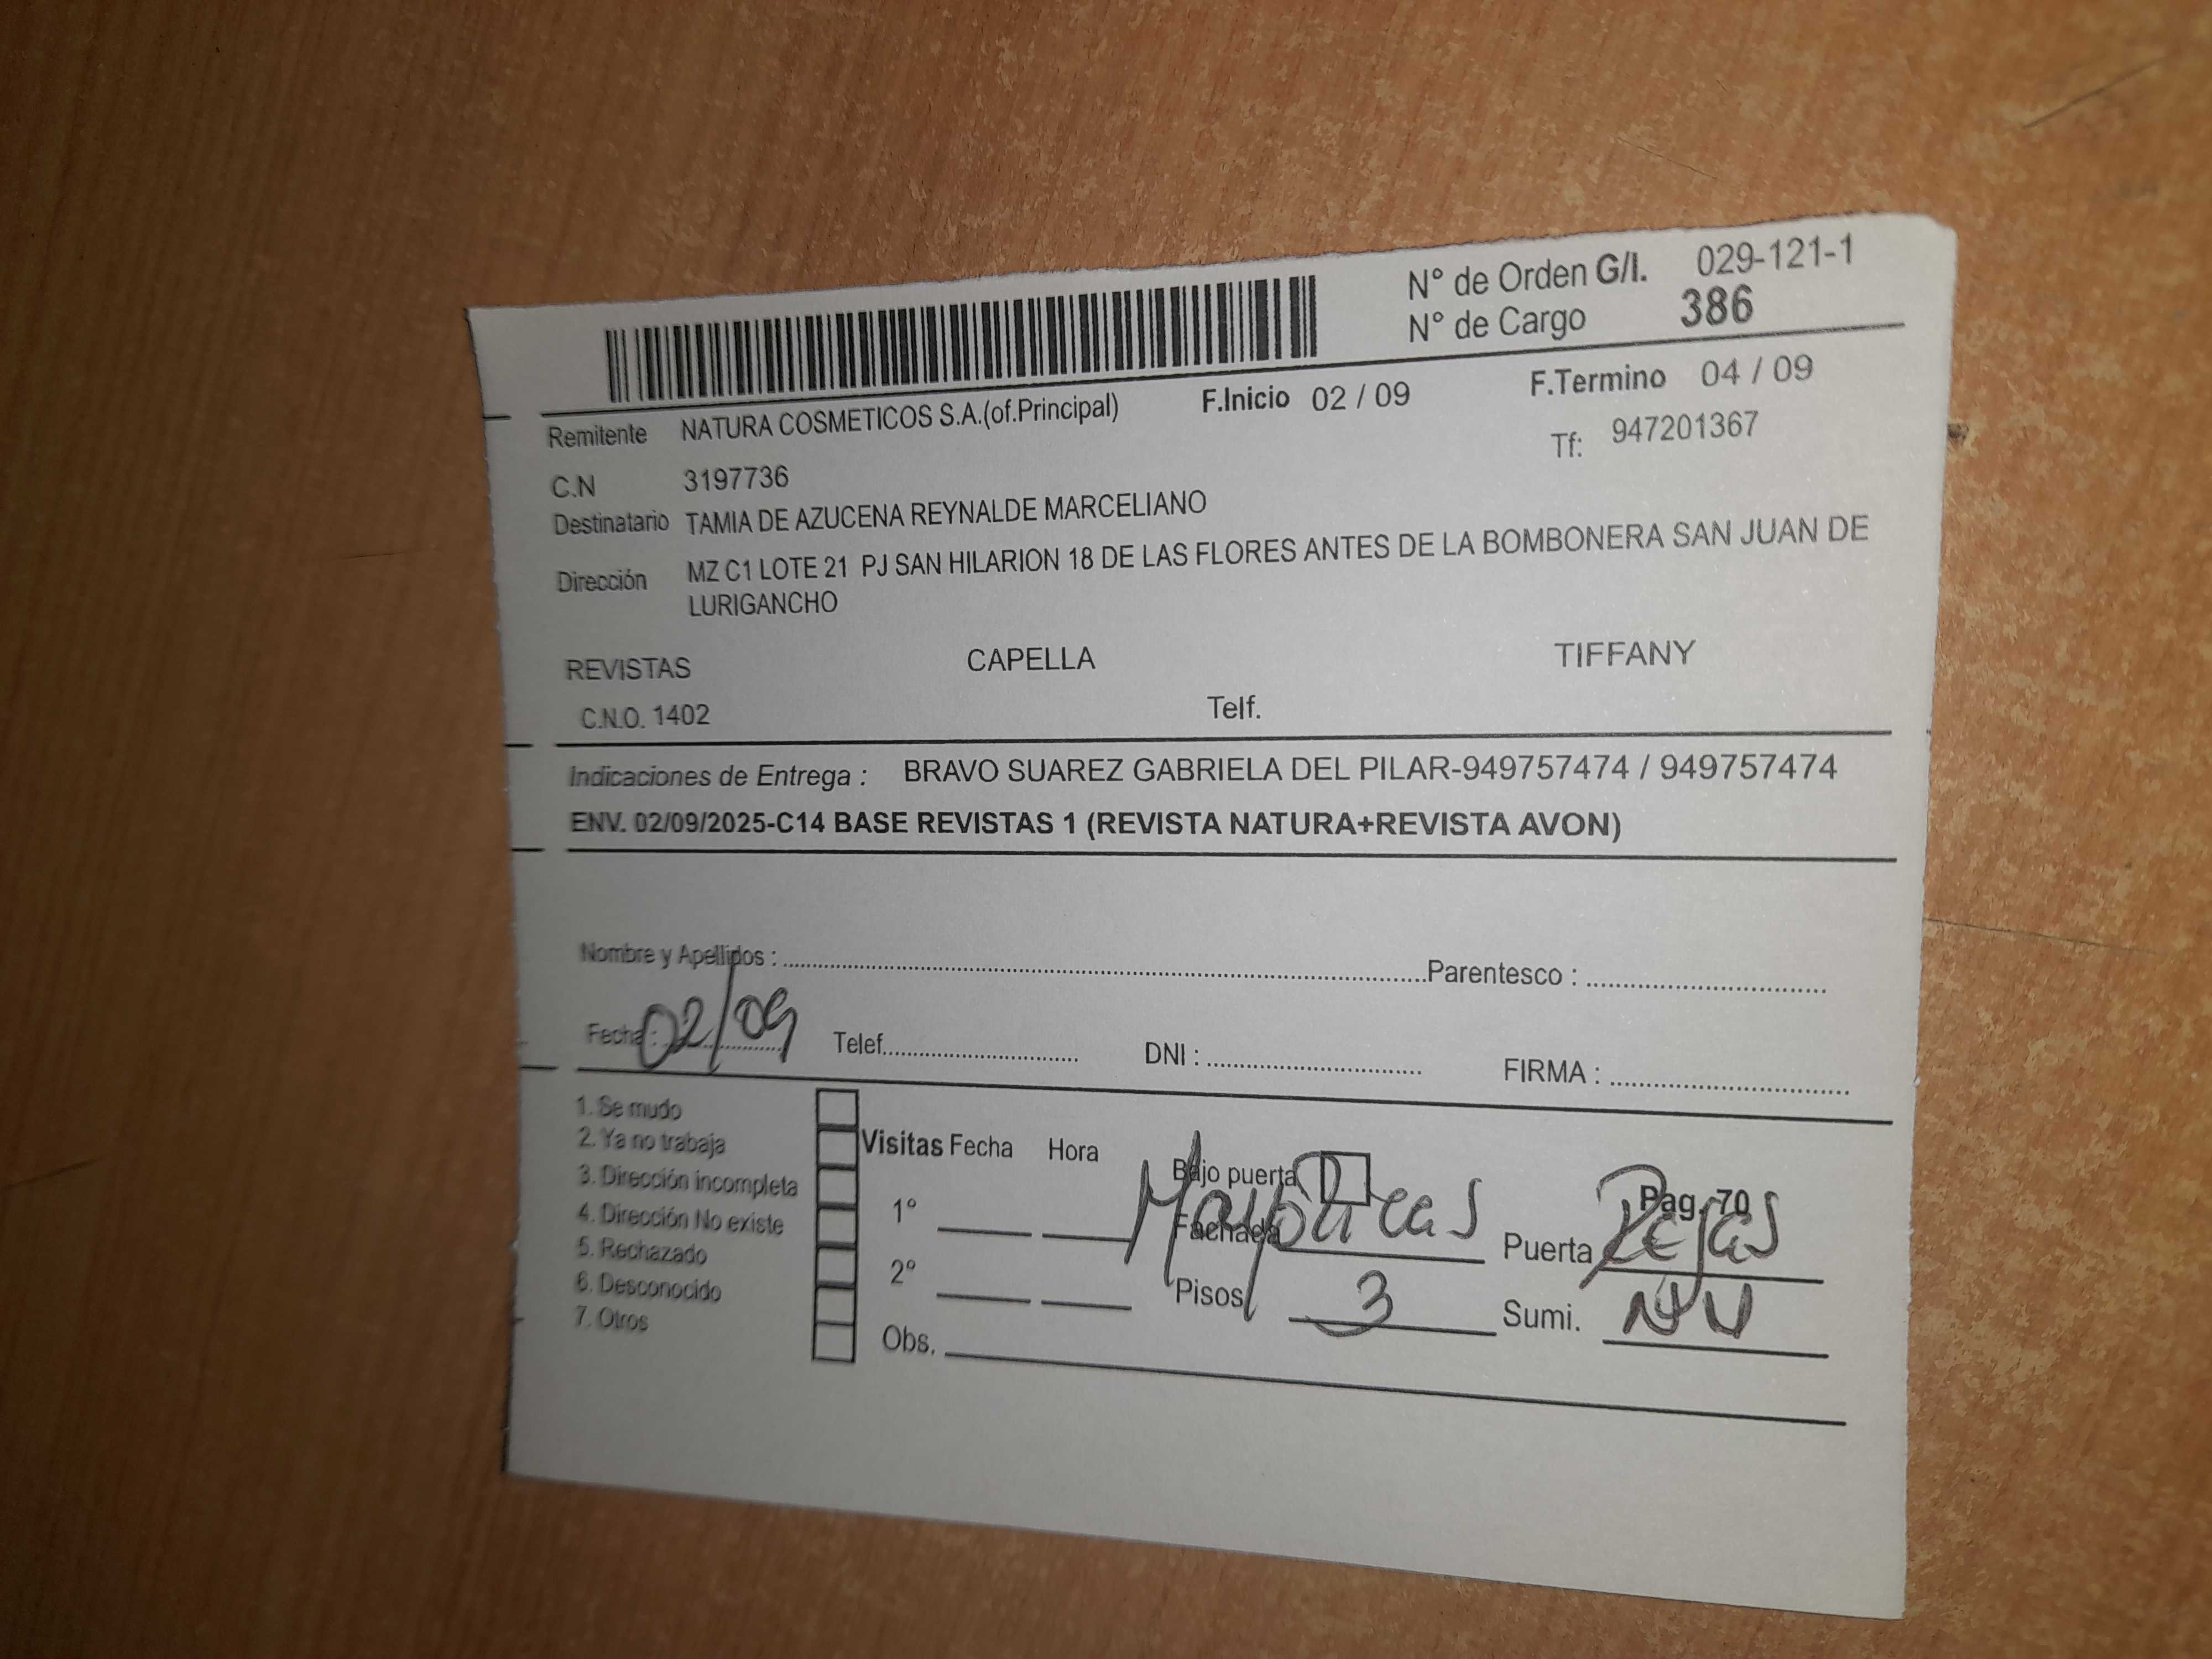 N° de Orden G/I. 029-121-1
N° de Cargo 386
F.Inicio 02 / 09 F.Termino 04 / 09
Remitente NATURA COSMETICOS S.A.(of.Principal)
Tf: 947201367
C.N 3197736
Destinatario TAMIA DE AZUCENA REYNALDE MARCELIANO
Dirección MZ C1 LOTE 21 PJ SAN HILARION 18 DE LAS FLORES ANTES DE LA BOMBONERA SAN JUAN DE
LURIGANCHO
REVISTAS CAPELLA TIFFANY
C.N.O. 1402 Telf.
Indicaciones de Entrega : BRAVO SUAREZ GABRIELA DEL PILAR-949757474 / 949757474
ENV. 02/09/2025-C14 BASE REVISTAS 1 (REVISTA NATURA+REVISTA AVON)
Nombre y Apellidos : Parentesco :
Fecha : 02/09 Telef. DNI : FIRMA :
1. Se mudo
2. Ya no trabaja
3. Dirección incompleta
4. Dirección No existe
5. Rechazado
6. Desconocido
7. Otros
Visitas Fecha Hora
1°
2°
Obs.
Bajo puerta
Pag. 70
Fachada Puerta Rejas
Pisos 3 Sumi.